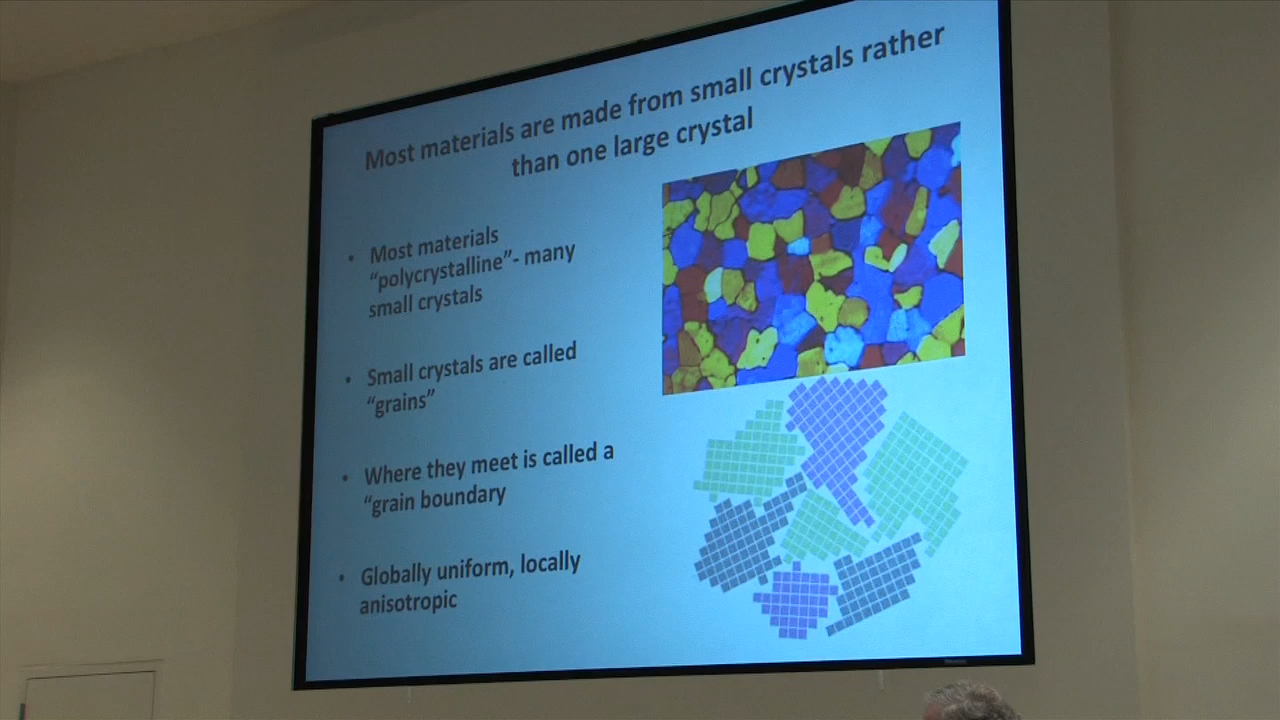 Most materials are made from small crystals rather
than one large crystal
• Most materials
“polycrystalline”- many
small crystals
• Small crystals are called
“grains”
• Where they meet is called a
“grain boundary
• Globally uniform, locally
anisotropic